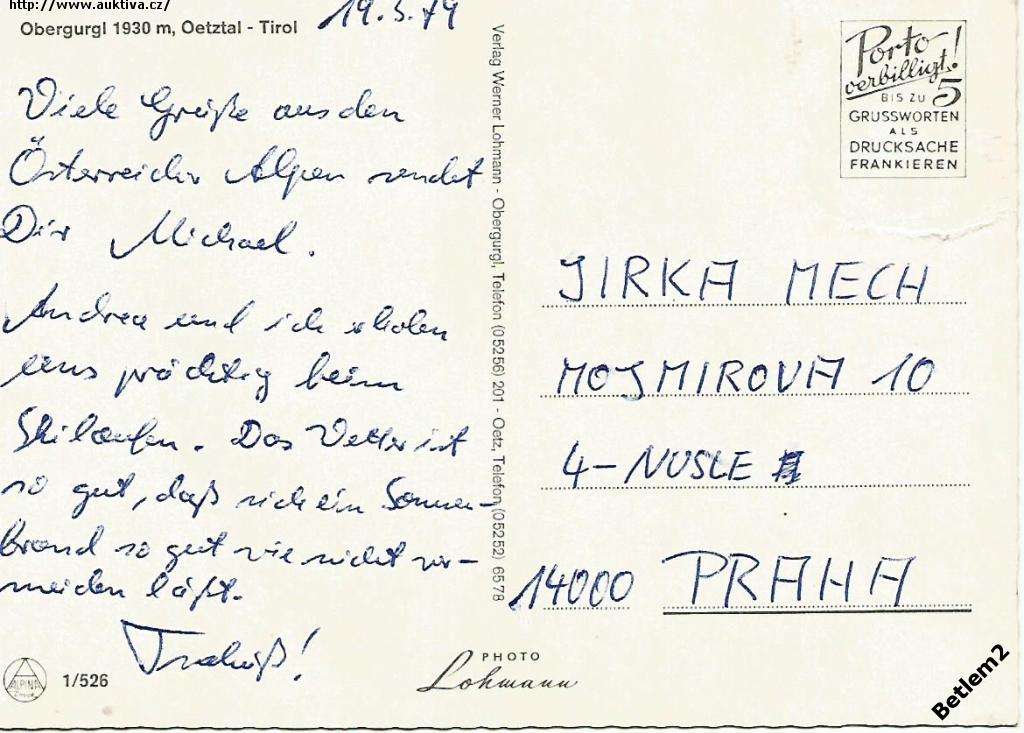 http://www.auktiva.cz/
Obergurgl 1930 m, Oetztal - Tirol
19.3.79
Viele Grüße aus den
Österreichir Alpen sendet
Dir Michael.
Andrea und ich erholen
uns prächtig beim
Skilaufen. Das Wetter ist
so gut, daß sich ein Sonnen-
brand so gut wie nicht ver-
meiden läßt.
Tschüß!
ALPINA
1/526
Verlag Werner Lohmann - Obergurgl, Telefon (05256) 201 - Oetz, Telefon (05252) 6578
PHOTO
Lohmann
Porto
verbilligt!
BIS ZU 5
GRUSSWORTEN
ALS
DRUCKSACHE
FRANKIEREN
JIRKA MECH
MOJMIROVA 10
4-NUSLE
14000 PRAHA
Betlem2